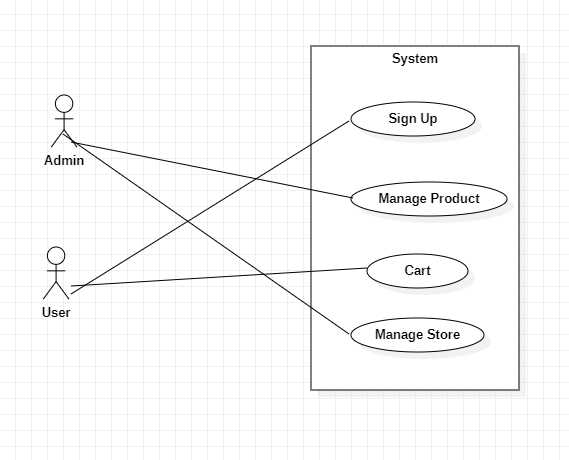 System
Sign Up
Admin
Manage Product
Cart
User
Manage Store